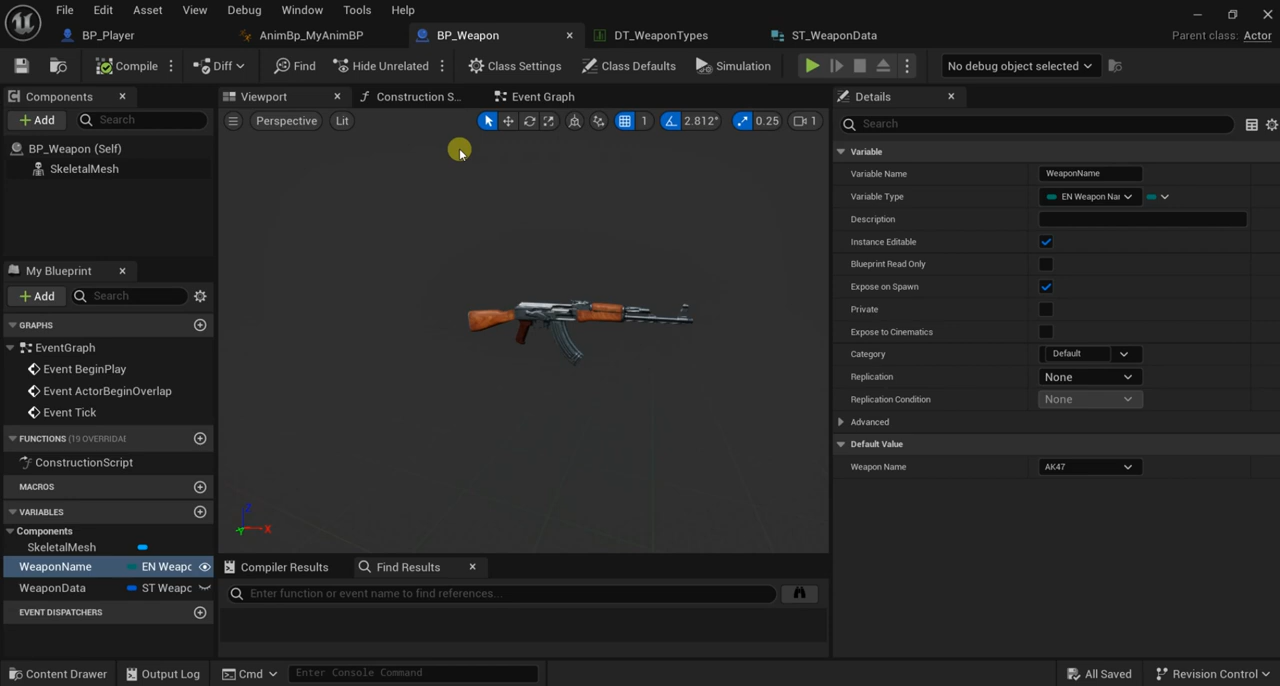 File Edit Asset View Debug Window Tools Help
BP_Player AnimBp_MyAnimBP BP_Weapon DT_WeaponTypes ST_WeaponData Parent class: Actor
Compile Diff Find Hide Unrelated Class Settings Class Defaults Simulation No debug object selected
Components Viewport Construction S... Event Graph Details
Add Search Perspective Lit 1 2.812° 0.25 1 Search
BP_Weapon (Self)
SkeletalMesh
Variable
Variable Name WeaponName
Variable Type EN Weapon Nar
Description
Instance Editable
Blueprint Read Only
Expose on Spawn
Private
Expose to Cinematics
Category Default
Replication None
Replication Condition None
Advanced
Default Value
Weapon Name AK47
My Blueprint
Add Search
GRAPHS
EventGraph
Event BeginPlay
Event ActorBeginOverlap
Event Tick
FUNCTIONS (19 OVERRIDAI
ConstructionScript
MACROS
VARIABLES
Components
SkeletalMesh
WeaponName EN Weapc
WeaponData ST Weapc
EVENT DISPATCHERS
Z X Y
Compiler Results Find Results
Enter function or event name to find references...
Content Drawer Output Log Cmd Enter Console Command All Saved Revision Control